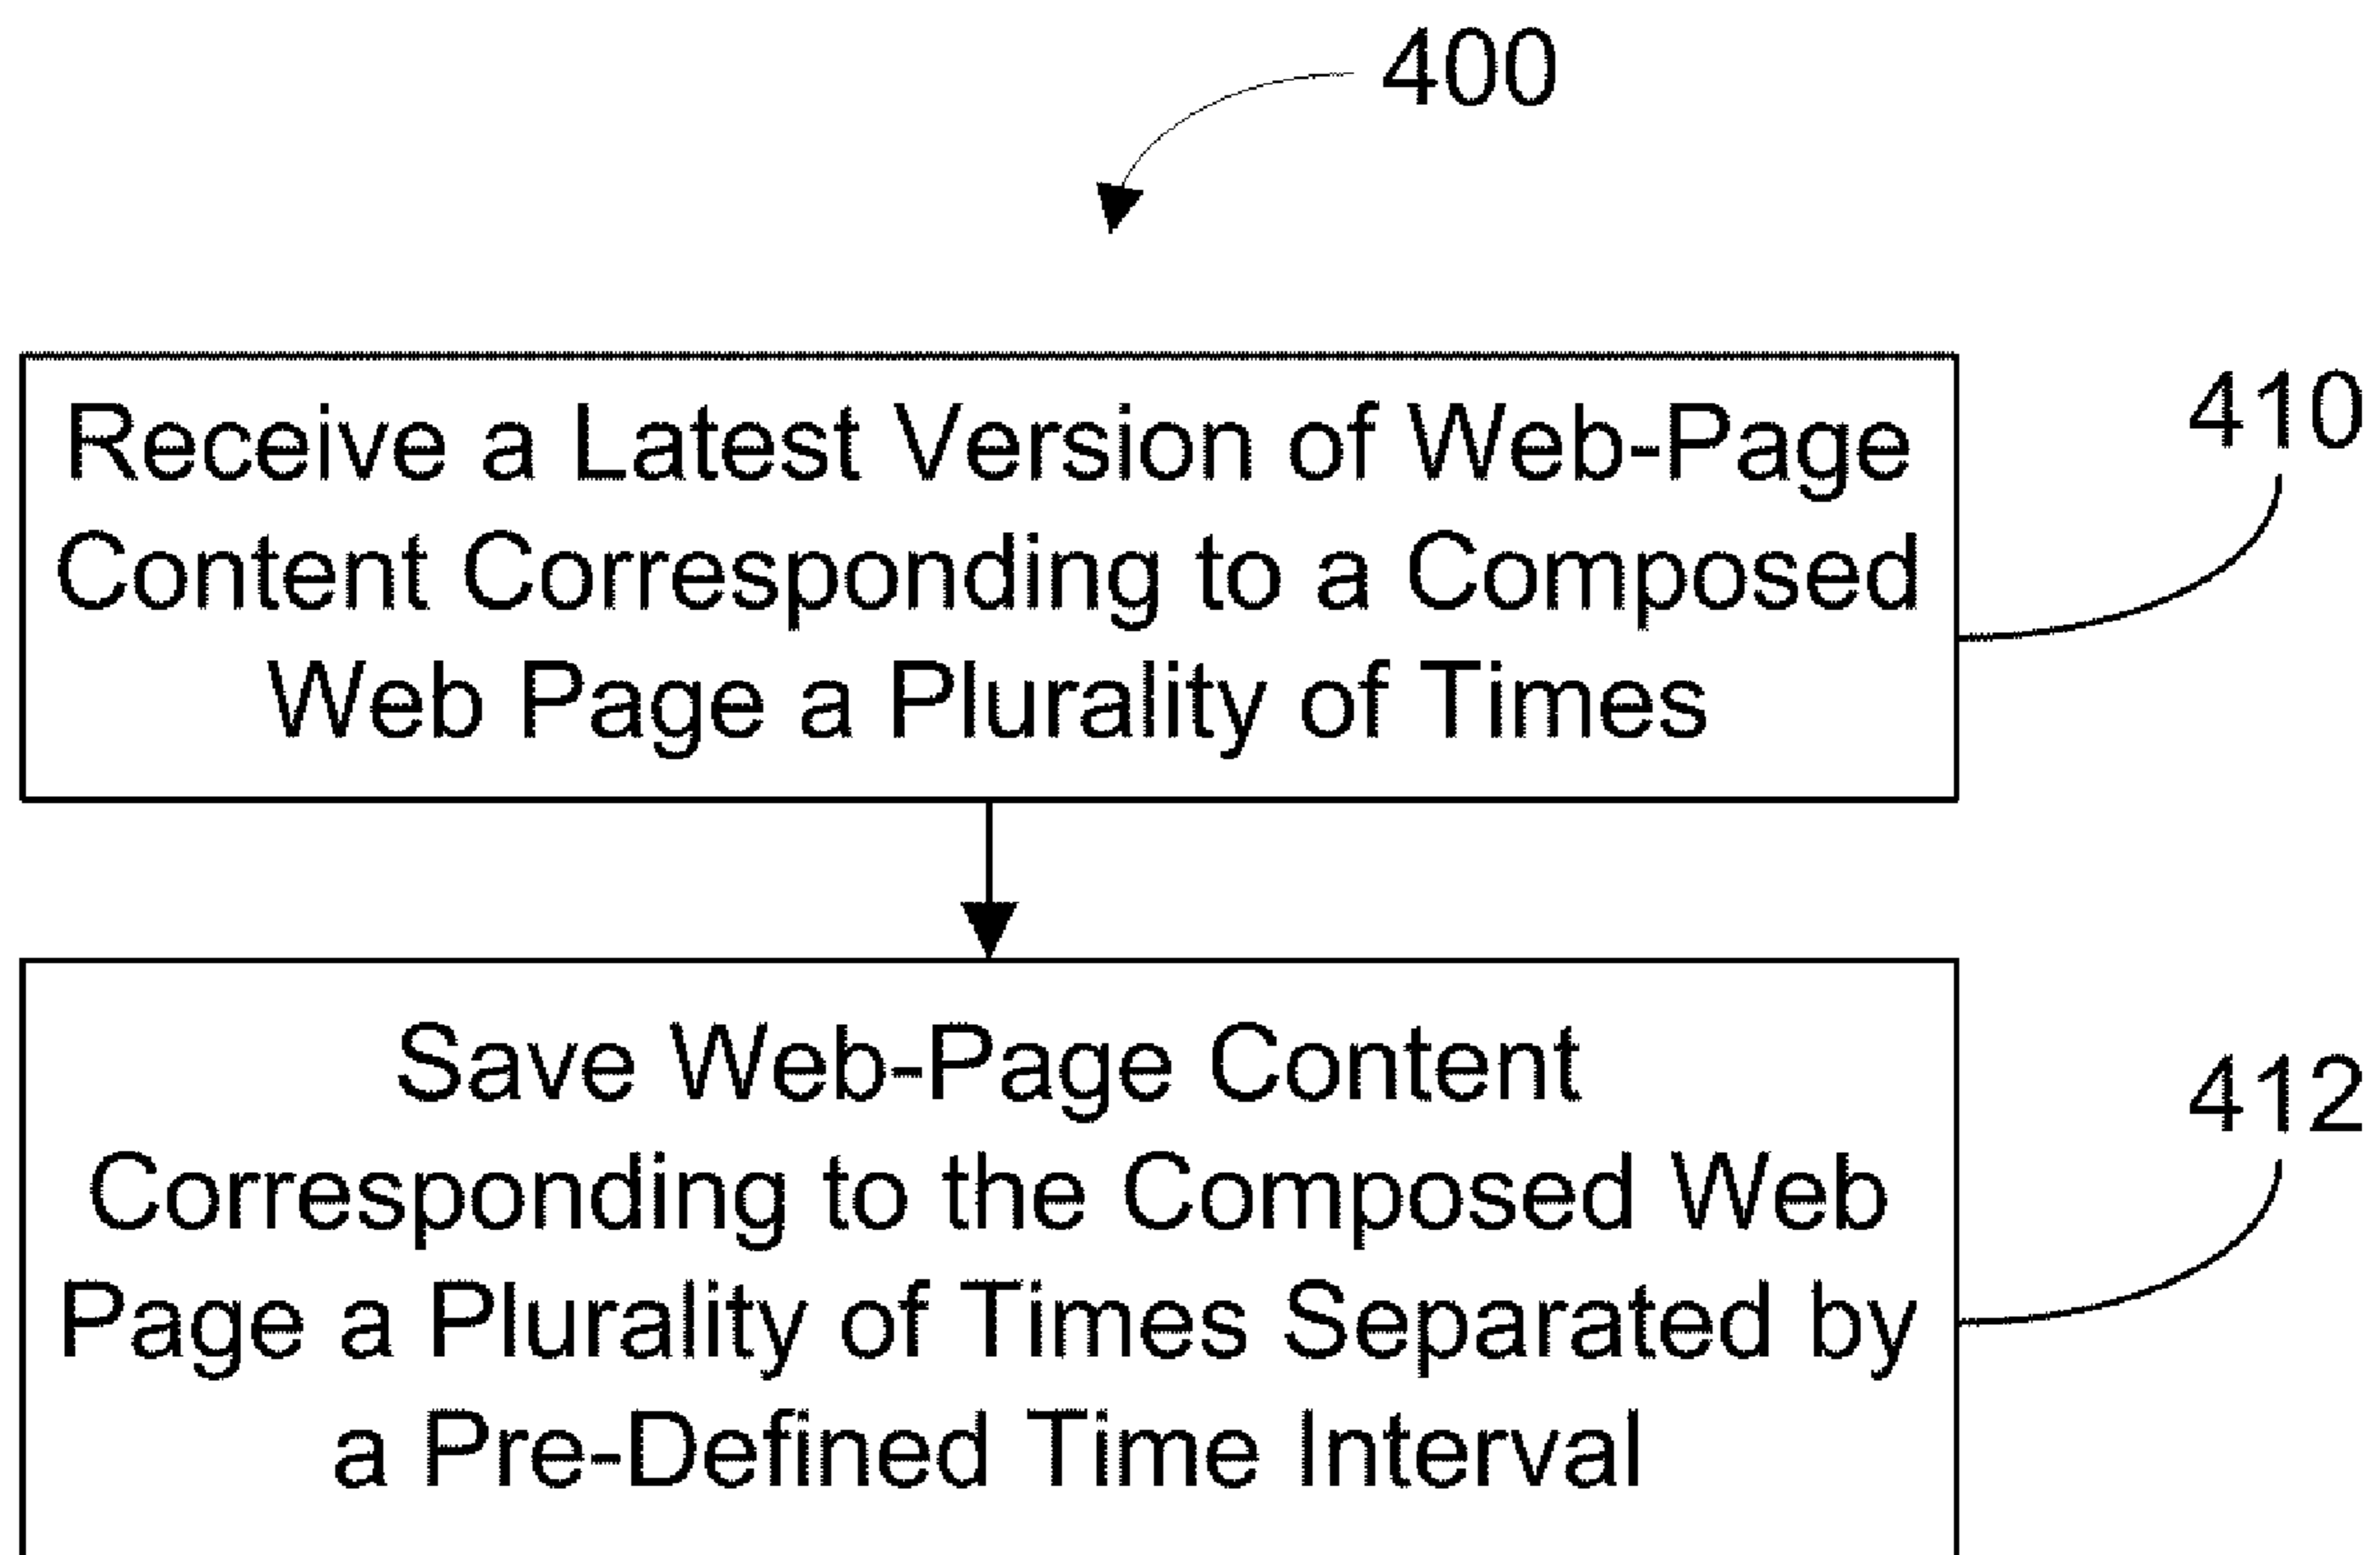 400
Receive a Latest Version of Web-Page
Content Corresponding to a Composed
Web Page a Plurality of Times
410
Save Web-Page Content
Corresponding to the Composed Web
Page a Plurality of Times Separated by
a Pre-Defined Time Interval
412